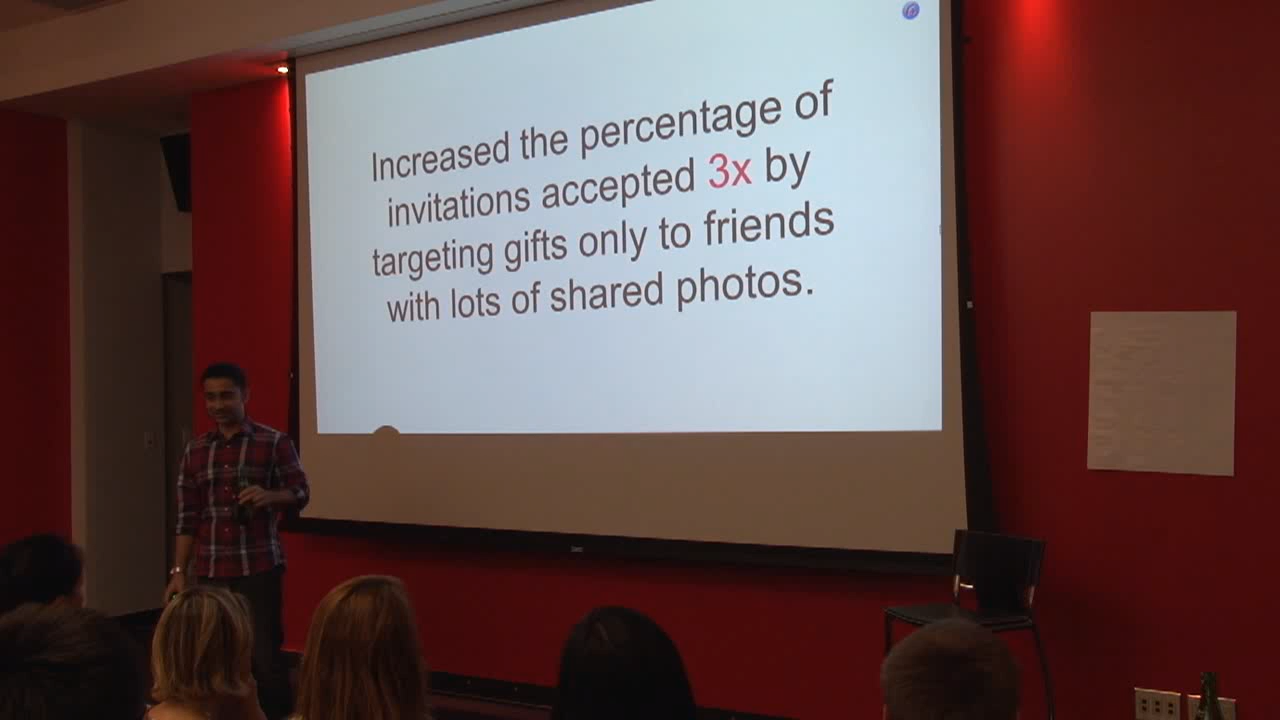 Increased the percentage of
invitations accepted 3x by
targeting gifts only to friends
with lots of shared photos.